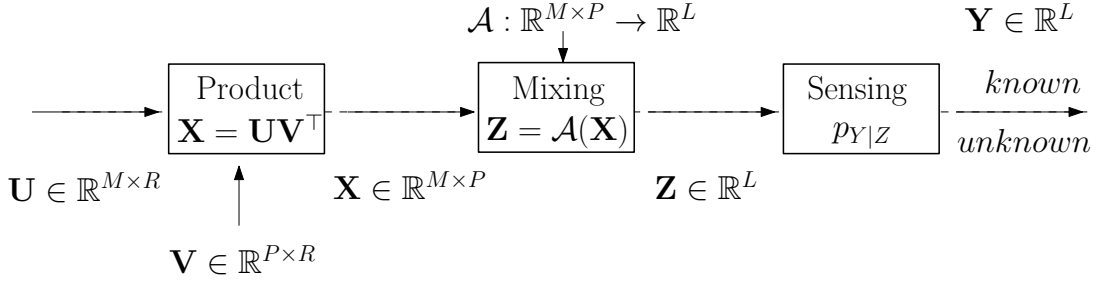 𝒜 : ℝ^{M×P} → ℝ^L
𝐘 ∈ ℝ^L
Product
𝐗 = 𝐔𝐕^⊤
Mixing
𝐙 = 𝒜(𝐗)
Sensing
p_{Y|Z}
known
unknown
𝐔 ∈ ℝ^{M×R}
𝐗 ∈ ℝ^{M×P}
𝐙 ∈ ℝ^L
𝐕 ∈ ℝ^{P×R}